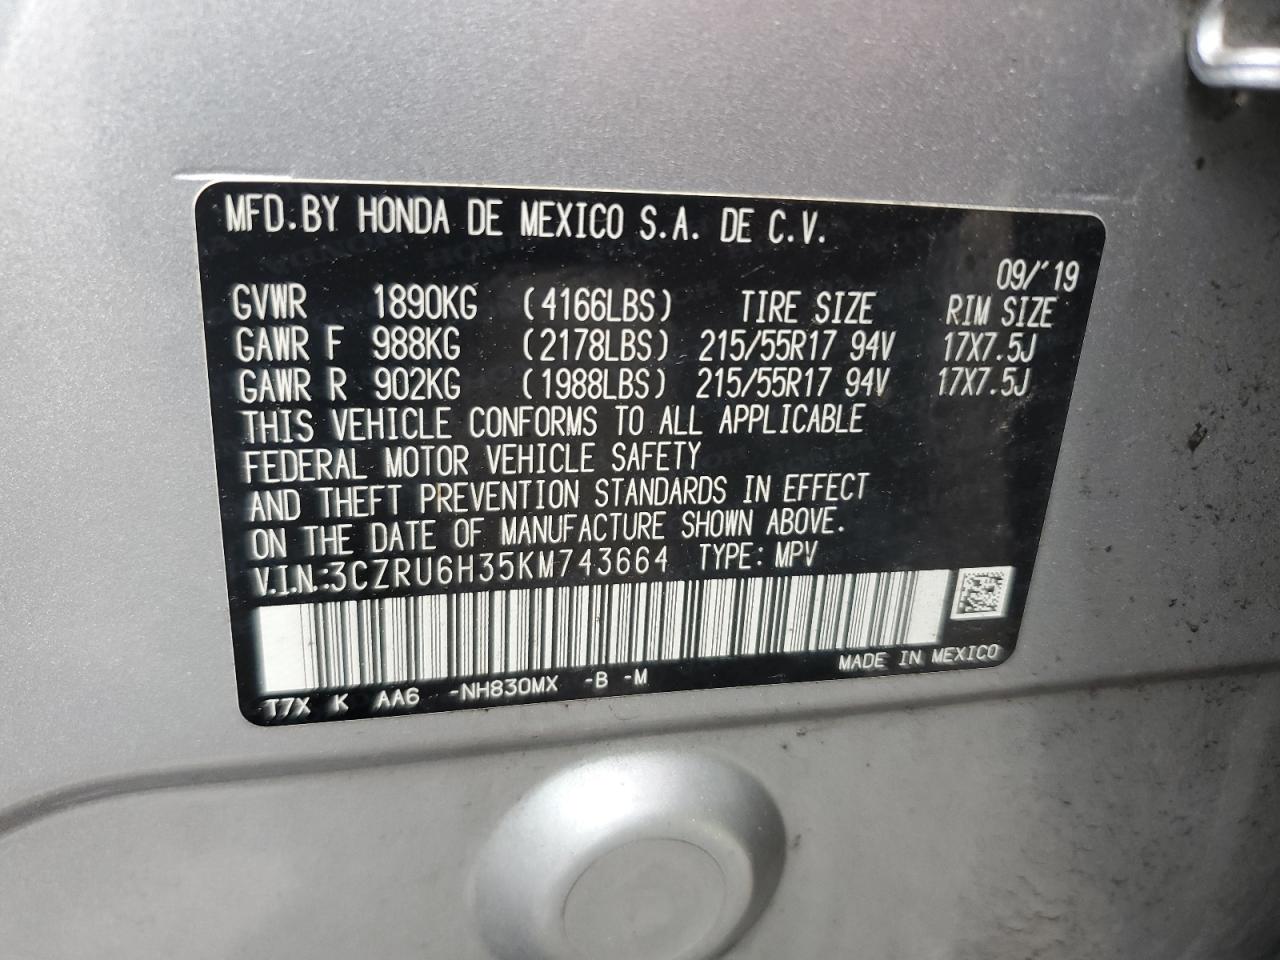 MFD.BY HONDA DE MEXICO S.A. DE C.V.
09/'19
GVWR 1890KG (4166LBS) TIRE SIZE RIM SIZE
GAWR F 988KG (2178LBS) 215/55R17 94V 17X7.5J
GAWR R 902KG (1988LBS) 215/55R17 94V 17X7.5J
THIS VEHICLE CONFORMS TO ALL APPLICABLE
FEDERAL MOTOR VEHICLE SAFETY
AND THEFT PREVENTION STANDARDS IN EFFECT
ON THE DATE OF MANUFACTURE SHOWN ABOVE.
V.I.N.:3CZRU6H35KM743664 TYPE: MPV
MADE IN MEXICO
T7X K AA6 -NH830MX -B -M